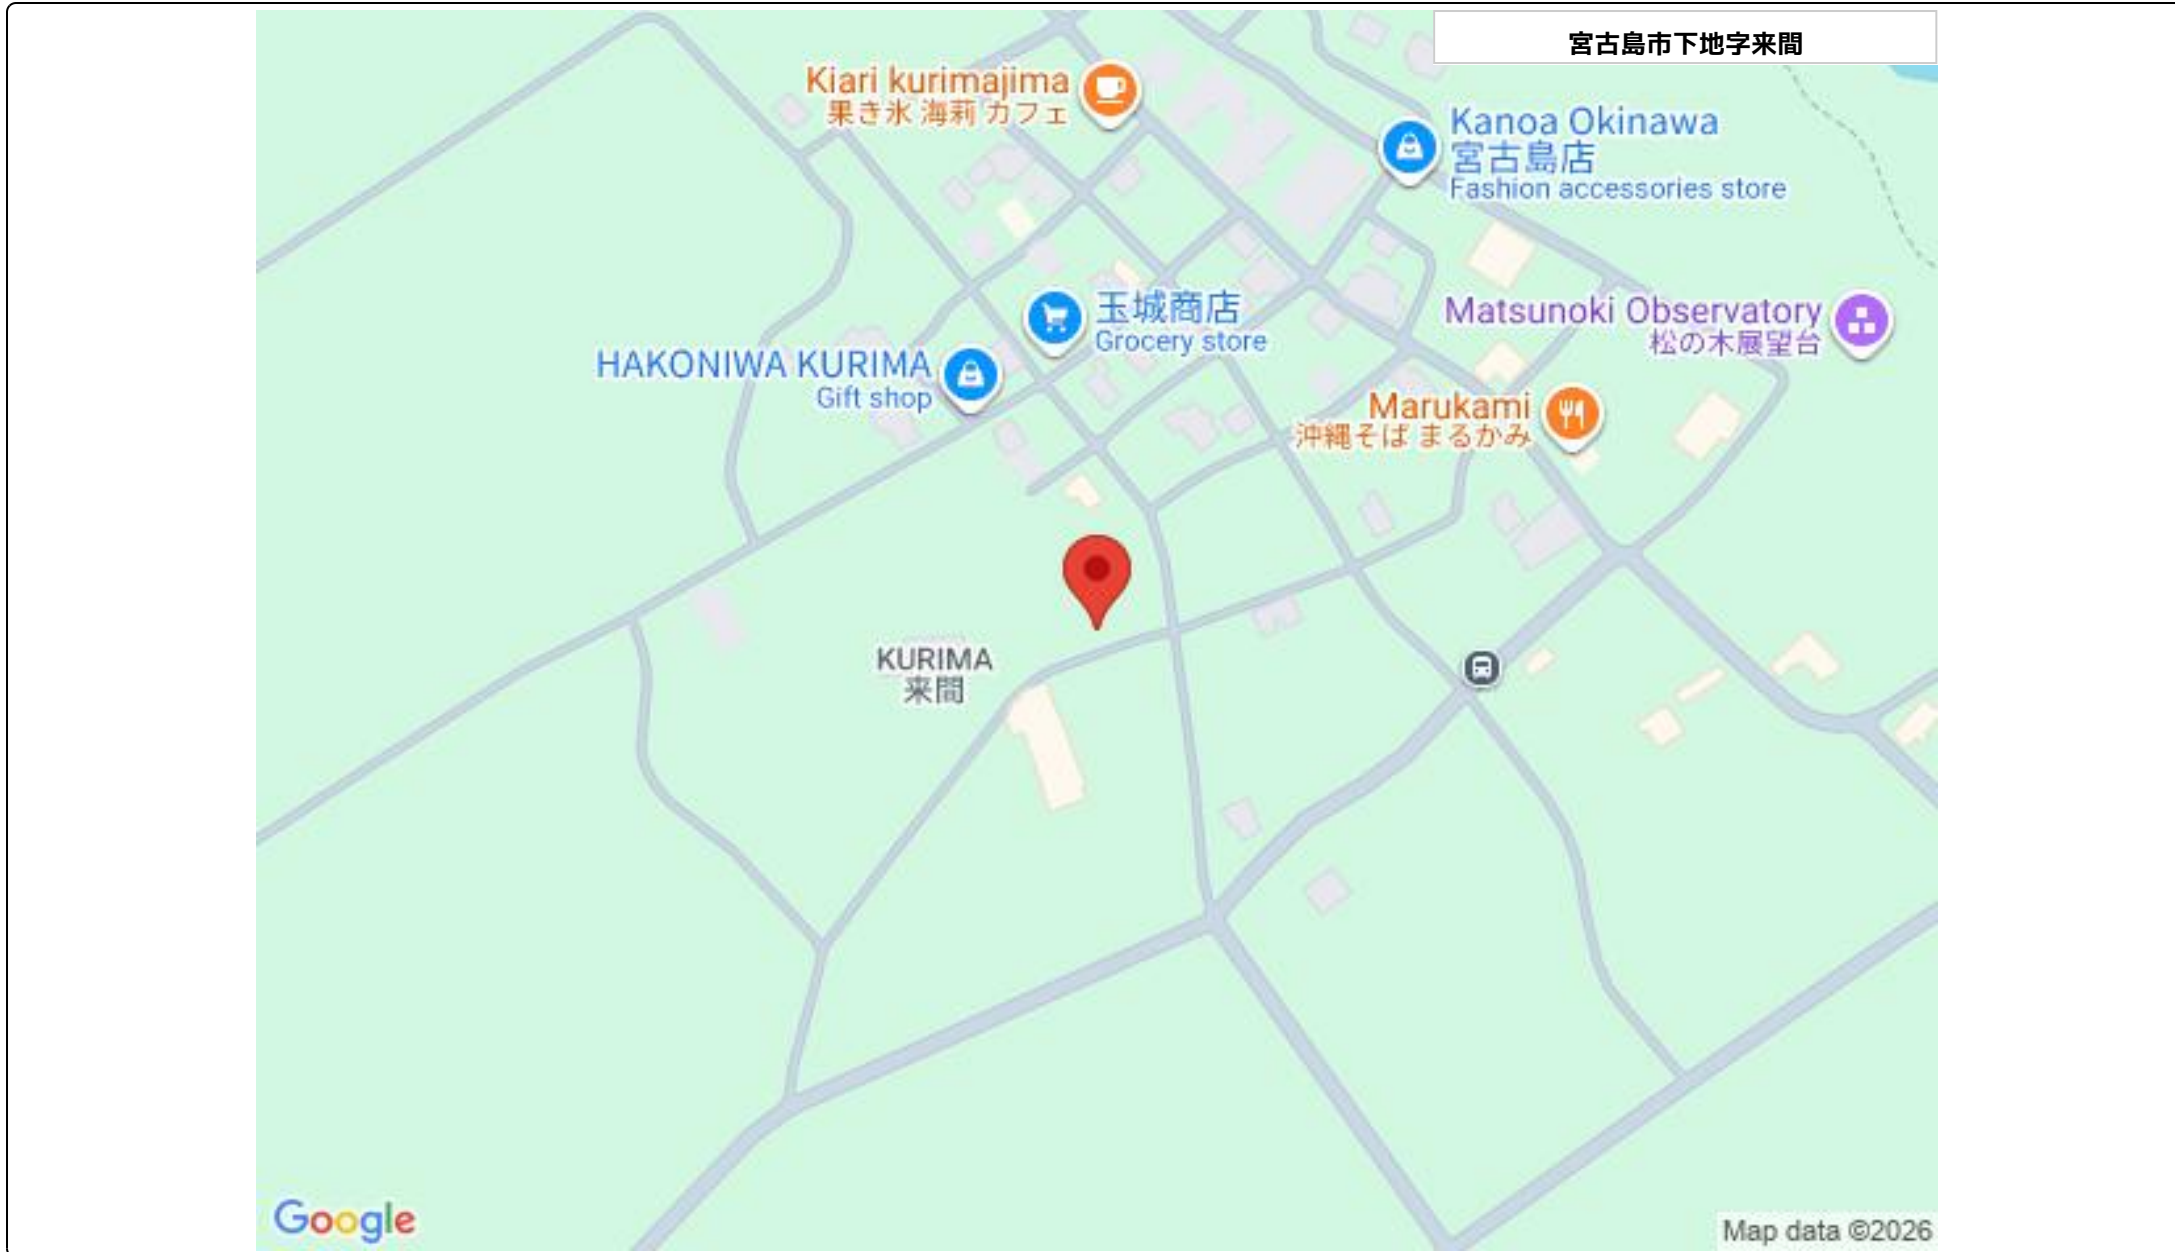 宮古島市下地字来間
Kiari kurimajima
果き氷 海莉 カフェ
Kanoa Okinawa
宮古島店
Fashion accessories store
玉城商店
Grocery store
Matsunoki Observatory
松の木展望台
HAKONIWA KURIMA
Gift shop
Marukami
沖縄そば まるかみ
KURIMA
来間
Google
Map data ©2026